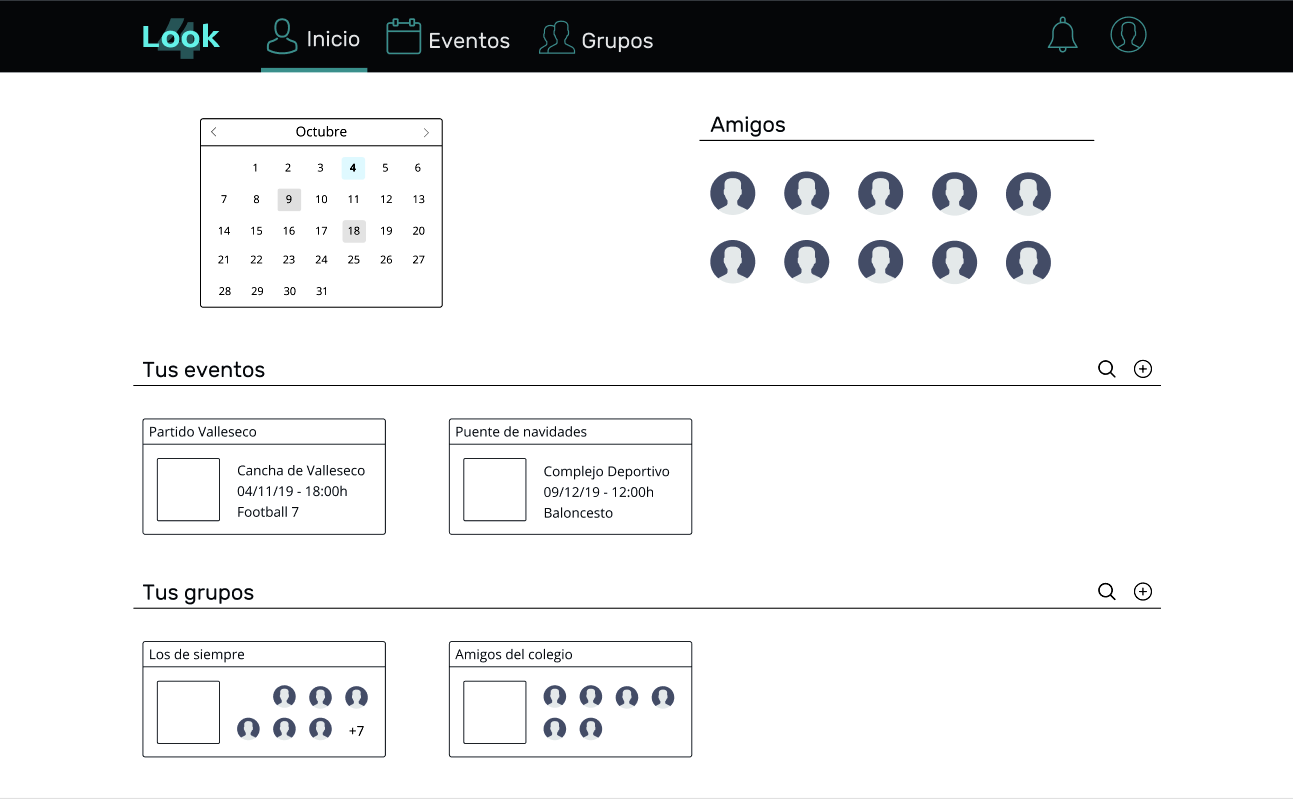 Look 4
Inicio
Eventos
Grupos
Octubre
1 2 3 4 5 6
7 8 9 10 11 12 13
14 15 16 17 18 19 20
21 22 23 24 25 26 27
28 29 30 31
Amigos
Tus eventos
Partido Valleseco
Cancha de Valleseco
04/11/19 - 18:00h
Football 7
Puente de navidades
Complejo Deportivo
09/12/19 - 12:00h
Baloncesto
Tus grupos
Los de siempre
+7
Amigos del colegio